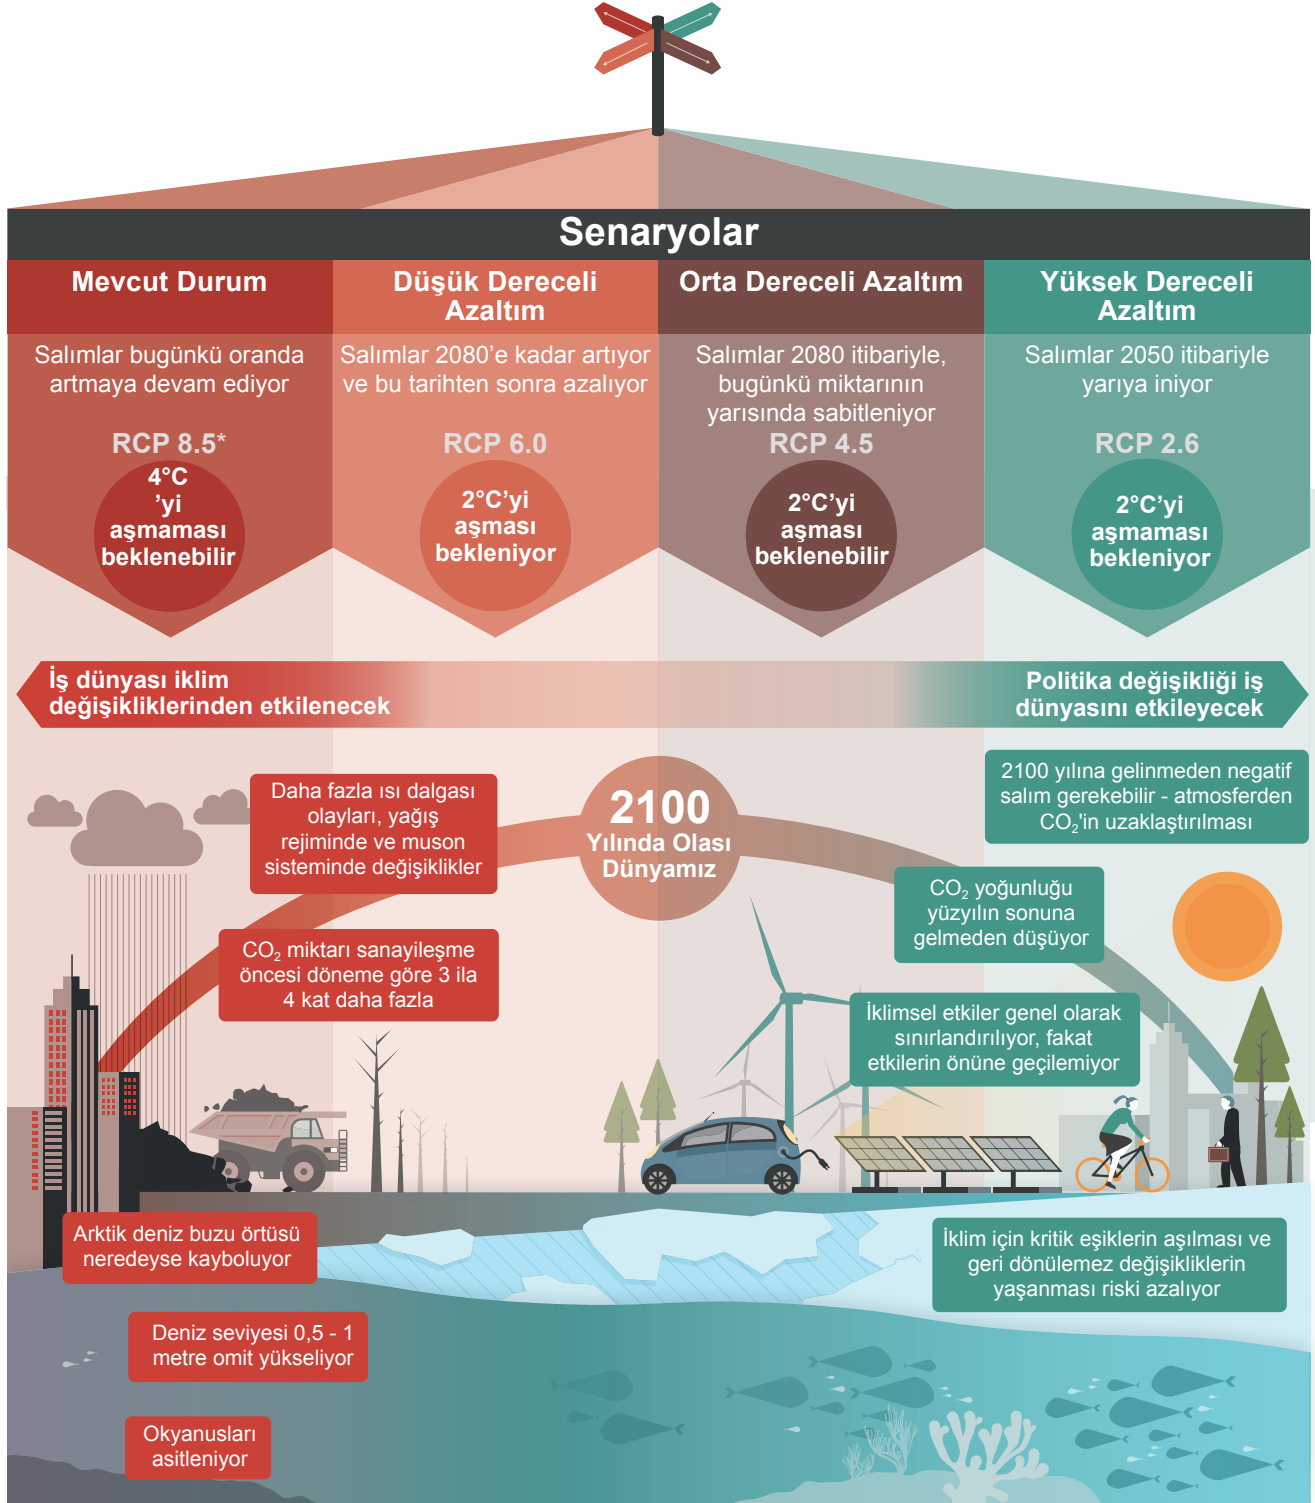 Senaryolar
Mevcut Durum
Salımlar bugünkü oranda
artmaya devam ediyor
RCP 8.5*
4°C
’yi
aşmaması
beklenebilir
Düşük Dereceli
Azaltım
Salımlar 2080’e kadar artıyor
ve bu tarihten sonra azalıyor
RCP 6.0
2°C’yi
aşması
bekleniyor
Orta Dereceli Azaltım
Salımlar 2080 itibariyle,
bugünkü miktarının
yarısında sabitleniyor
RCP 4.5
2°C’yi
aşması
beklenebilir
Yüksek Dereceli
Azaltım
Salımlar 2050 itibariyle
yarıya iniyor
RCP 2.6
2°C’yi
aşmaması
bekleniyor
İş dünyası iklim
değişikliklerinden etkilenecek
Politika değişikliği iş
dünyasını etkileyecek
2100
Yılında Olası
Dünyamız
Daha fazla ısı dalgası
olayları, yağış
rejiminde ve muson
sisteminde değişiklikler
CO₂ miktarı sanayileşme
öncesi döneme göre 3 ila
4 kat daha fazla
2100 yılına gelinmeden negatif
salım gerekebilir - atmosferden
CO₂'in uzaklaştırılması
CO₂ yoğunluğu
yüzyılın sonuna
gelmeden düşüyor
İklimsel etkiler genel olarak
sınırlandırılıyor, fakat
etkilerin önüne geçilemiyor
Arktik deniz buzu örtüsü
neredeyse kayboluyor
Deniz seviyesi 0,5 - 1
metre omit yükseliyor
Okyanusları
asitleniyor
İklim için kritik eşiklerin aşılması ve
geri dönülemez değişikliklerin
yaşanması riski azalıyor